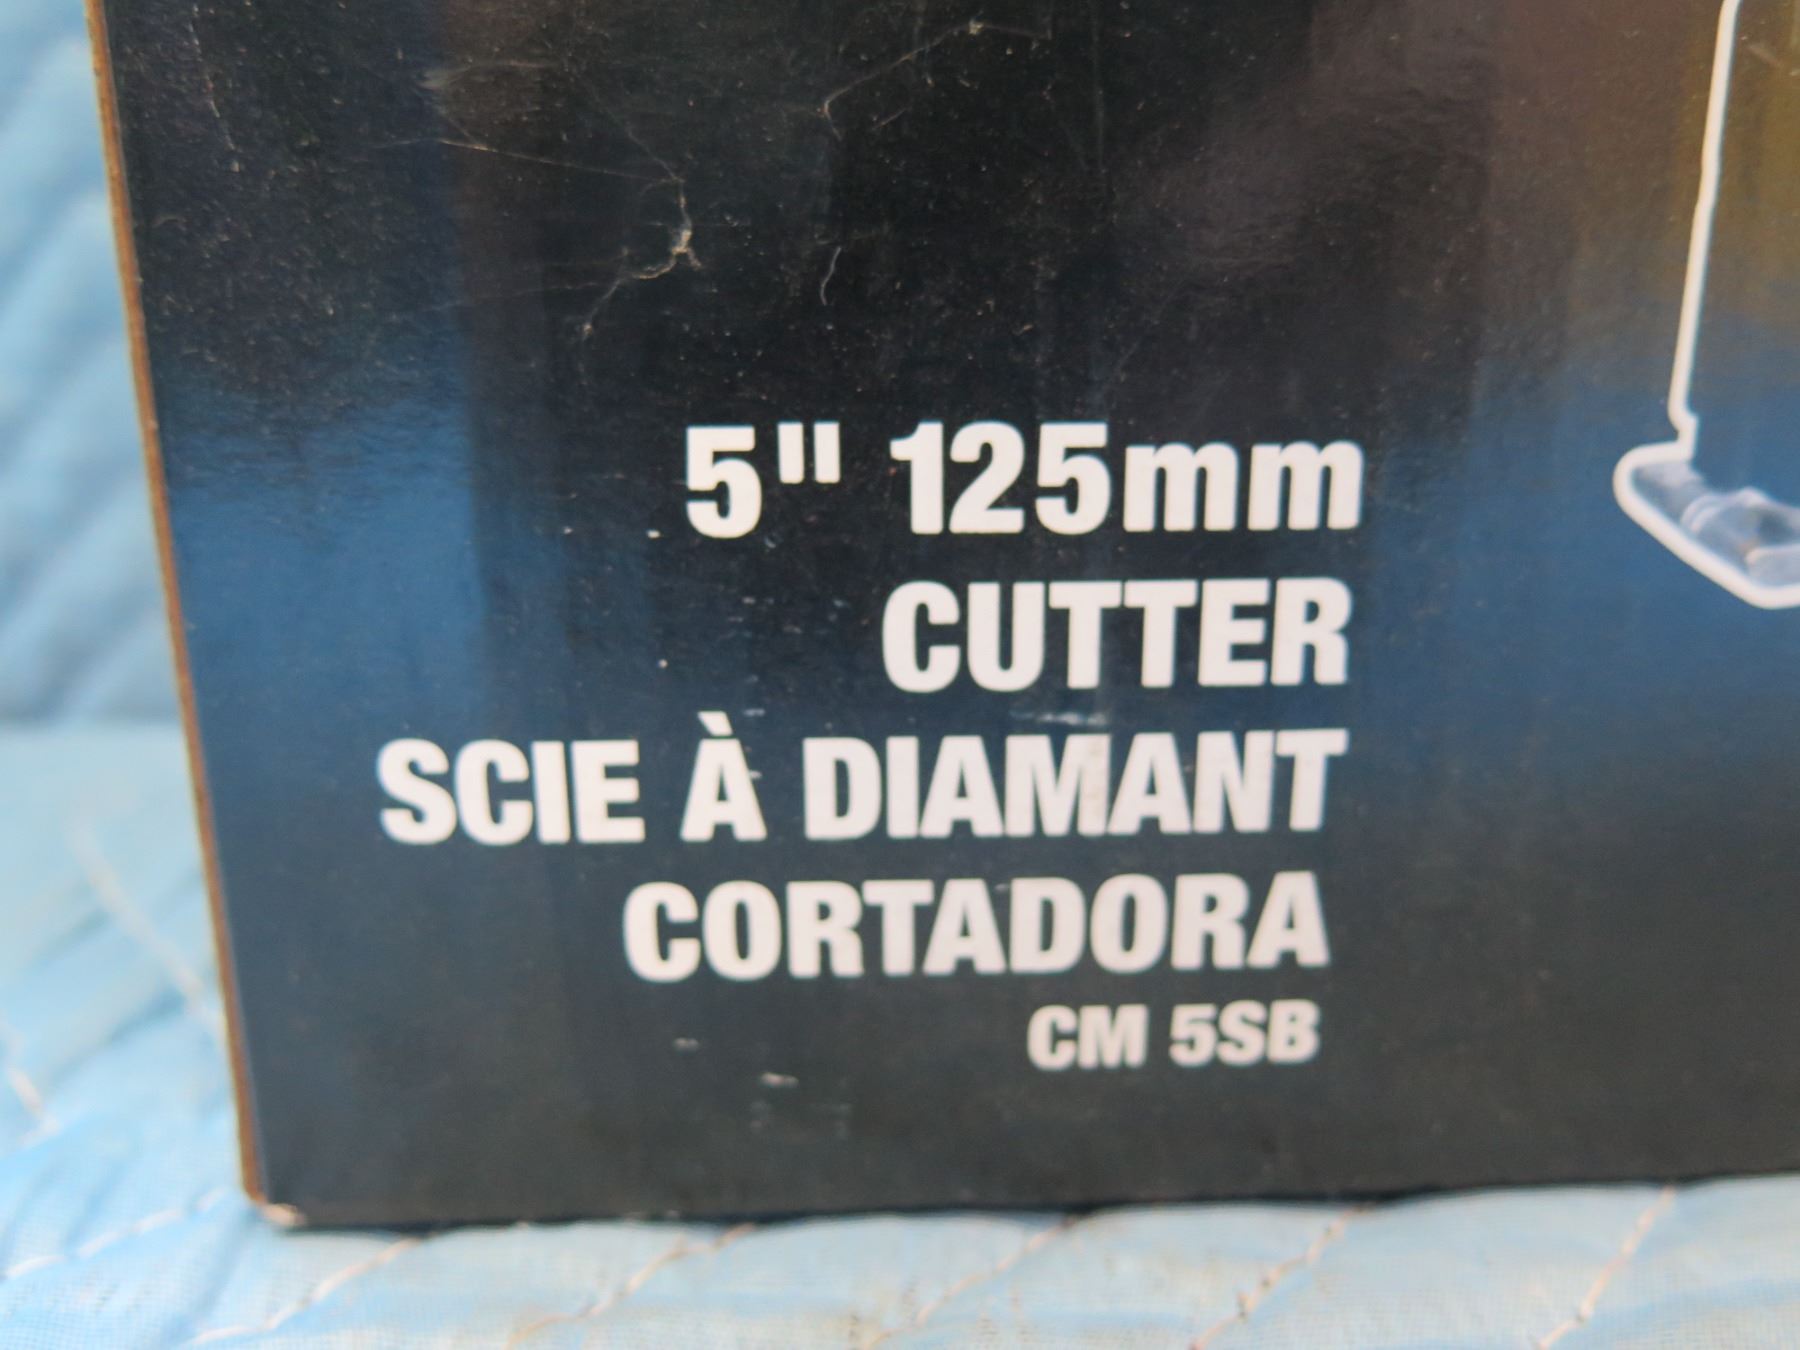 5" 125mm
CUTTER
SCIE À DIAMANT
CORTADORA
CM 5SB